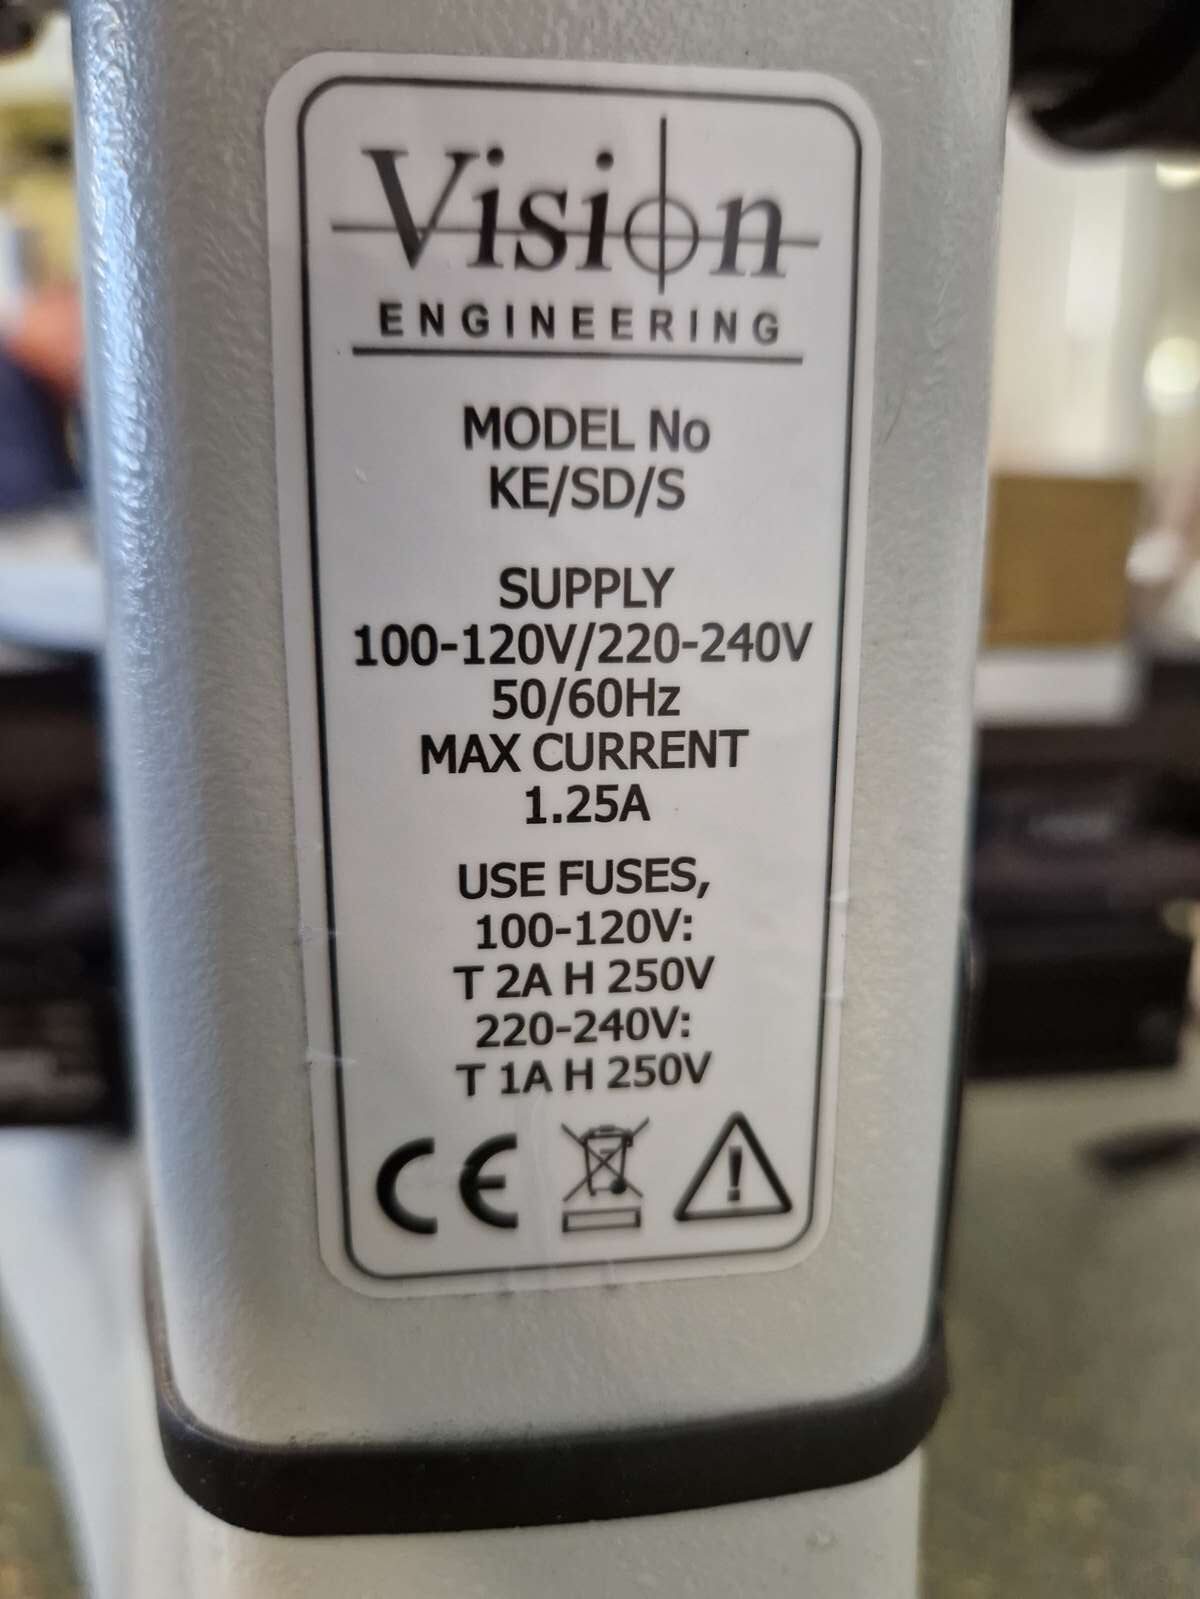 Vision
ENGINEERING
MODEL No
KE/SD/S
SUPPLY
100-120V/220-240V
50/60Hz
MAX CURRENT
1.25A
USE FUSES,
100-120V:
T 2A H 250V
220-240V:
T 1A H 250V
CE